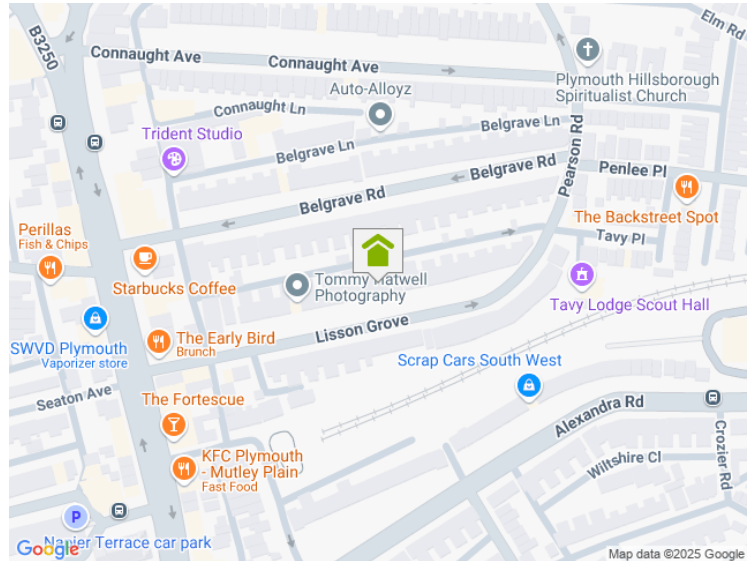 B3250
Connaught Ave
Connaught Ave
Elm Rd
Plymouth Hillsborough
Spiritualist Church
Auto-Alloyz
Connaught Ln
Trident Studio
Belgrave Ln
Belgrave Ln
Pearson Rd
Belgrave Rd
Belgrave Rd
Penlee Pl
The Backstreet Spot
Perillas
Fish & Chips
Starbucks Coffee
Tavy Pl
Tommy Hatwell
Photography
Tavy Lodge Scout Hall
Lisson Grove
SWVD Plymouth
Vaporizer store
The Early Bird
Brunch
Scrap Cars South West
Seaton Ave
The Fortescue
Alexandra Rd
Crozier Rd
KFC Plymouth
- Mutley Plain
Fast Food
Wiltshire Cl
P
Napier Terrace car park
Google
Map data ©2025 Google